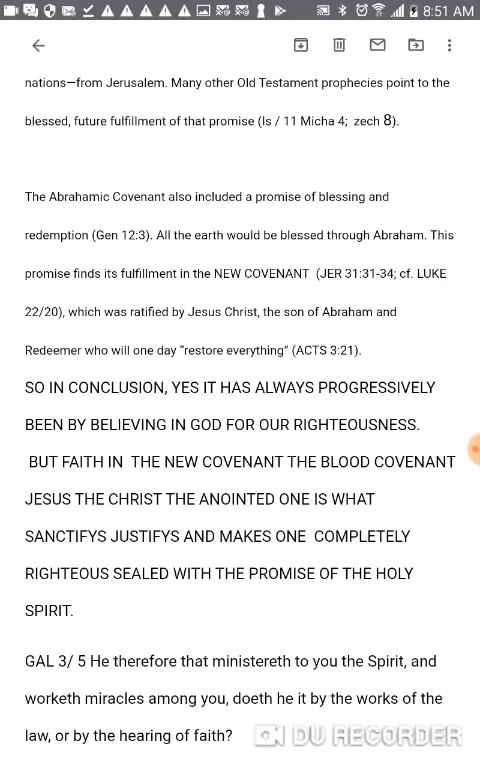 8:51 AM
nations—from Jerusalem. Many other Old Testament prophecies point to the
blessed, future fulfillment of that promise (Is / 11 Micha 4;  zech 8).
The Abrahamic Covenant also included a promise of blessing and
redemption (Gen 12:3). All the earth would be blessed through Abraham. This
promise finds its fulfillment in the NEW COVENANT  (JER 31:31-34; cf. LUKE
22/20), which was ratified by Jesus Christ, the son of Abraham and
Redeemer who will one day “restore everything” (ACTS 3:21).
SO IN CONCLUSION, YES IT HAS ALWAYS PROGRESSIVELY
BEEN BY BELIEVING IN GOD FOR OUR RIGHTEOUSNESS.
BUT FAITH IN  THE NEW COVENANT THE BLOOD COVENANT
JESUS THE CHRIST THE ANOINTED ONE IS WHAT
SANCTIFYS JUSTIFYS AND MAKES ONE  COMPLETELY
RIGHTEOUS SEALED WITH THE PROMISE OF THE HOLY
SPIRIT.
GAL 3/ 5 He therefore that ministereth to you the Spirit, and
worketh miracles among you, doeth he it by the works of the
law, or by the hearing of faith?
DU RECORDER